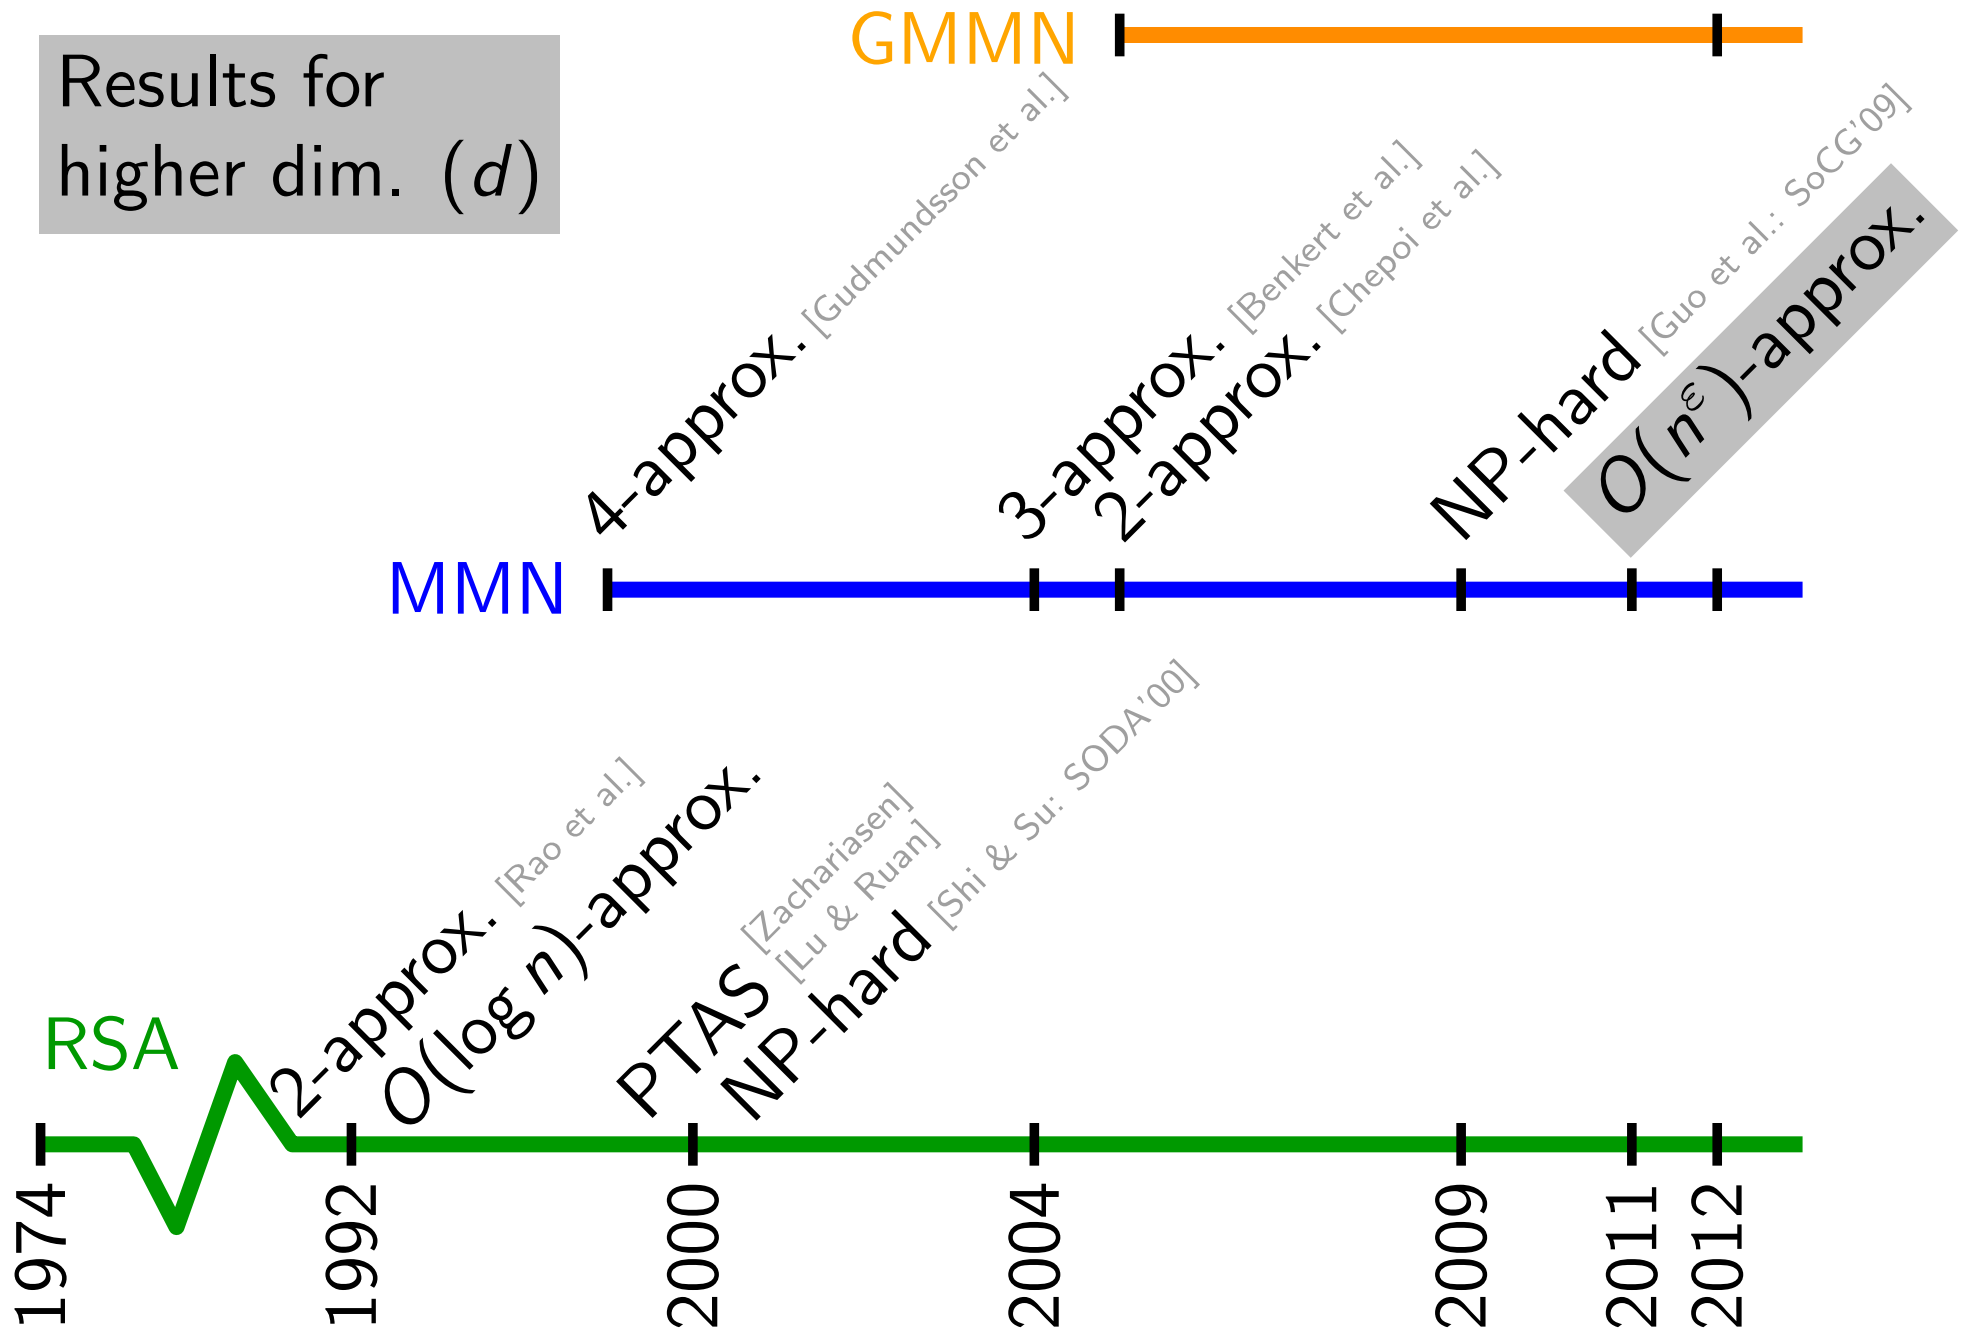 GMMN
Results for
higher dim. (d)
4-approx. [Gudmundsson et al.]
3-approx. [Benkert et al.]
2-approx. [Chepoi et al.]
NP-hard [Guo et al.: SoCG'09]
O(n^ε)-approx.
MMN
2-approx. [Rao et al.]
O(log n)-approx.
PTAS [Zachariasen]
[Lu & Ruan]
NP-hard [Shi & Su: SODA'00]
RSA
1974
1992
2000
2004
2009
2011
2012